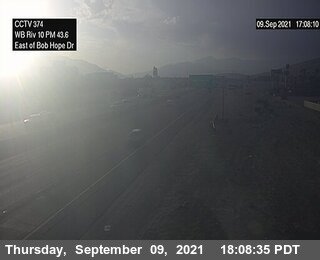 CCTV 374
WB Riv 10 PM 43.6
East of Bob Hope Dr
09.Sep 2021 17:08:10
Thursday, September 09, 2021 18:08:35 PDT